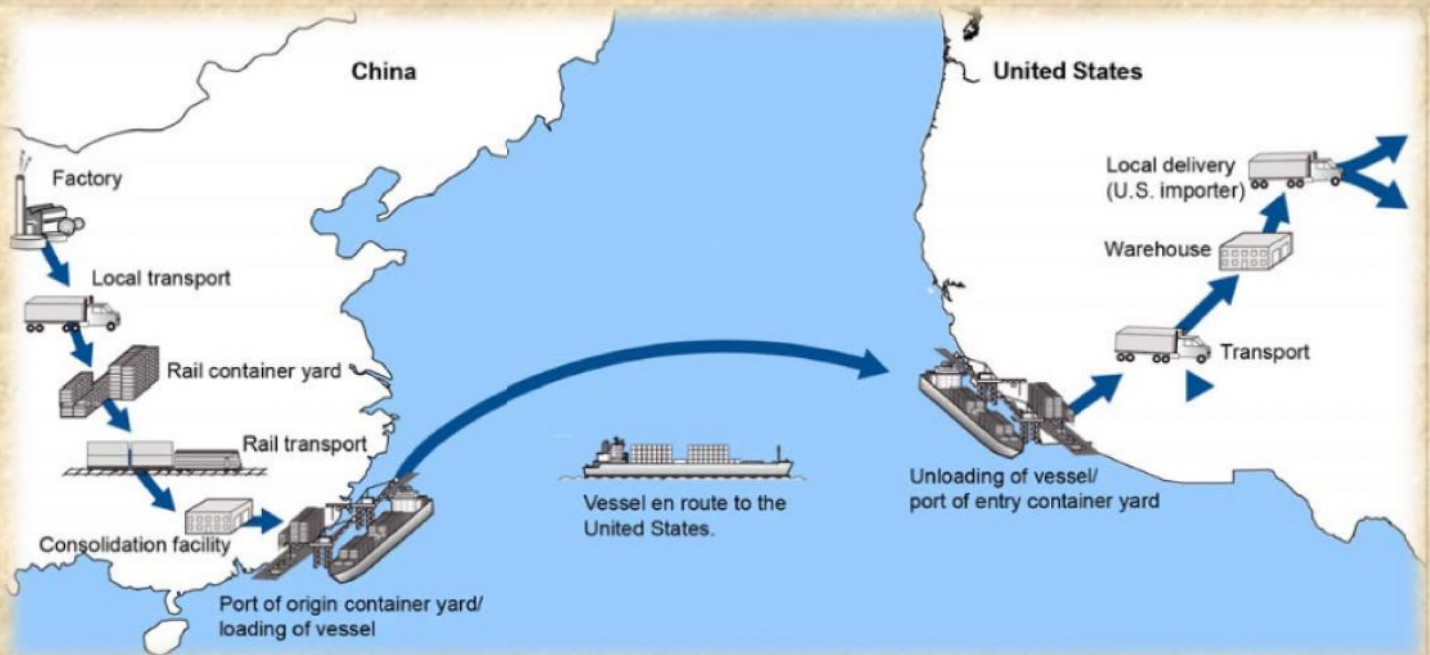 China
United States
Factory
Local transport
Rail container yard
Rail transport
Consolidation facility
Port of origin container yard/
loading of vessel
Vessel en route to the
United States.
Unloading of vessel/
port of entry container yard
Transport
Warehouse
Local delivery
(U.S. importer)